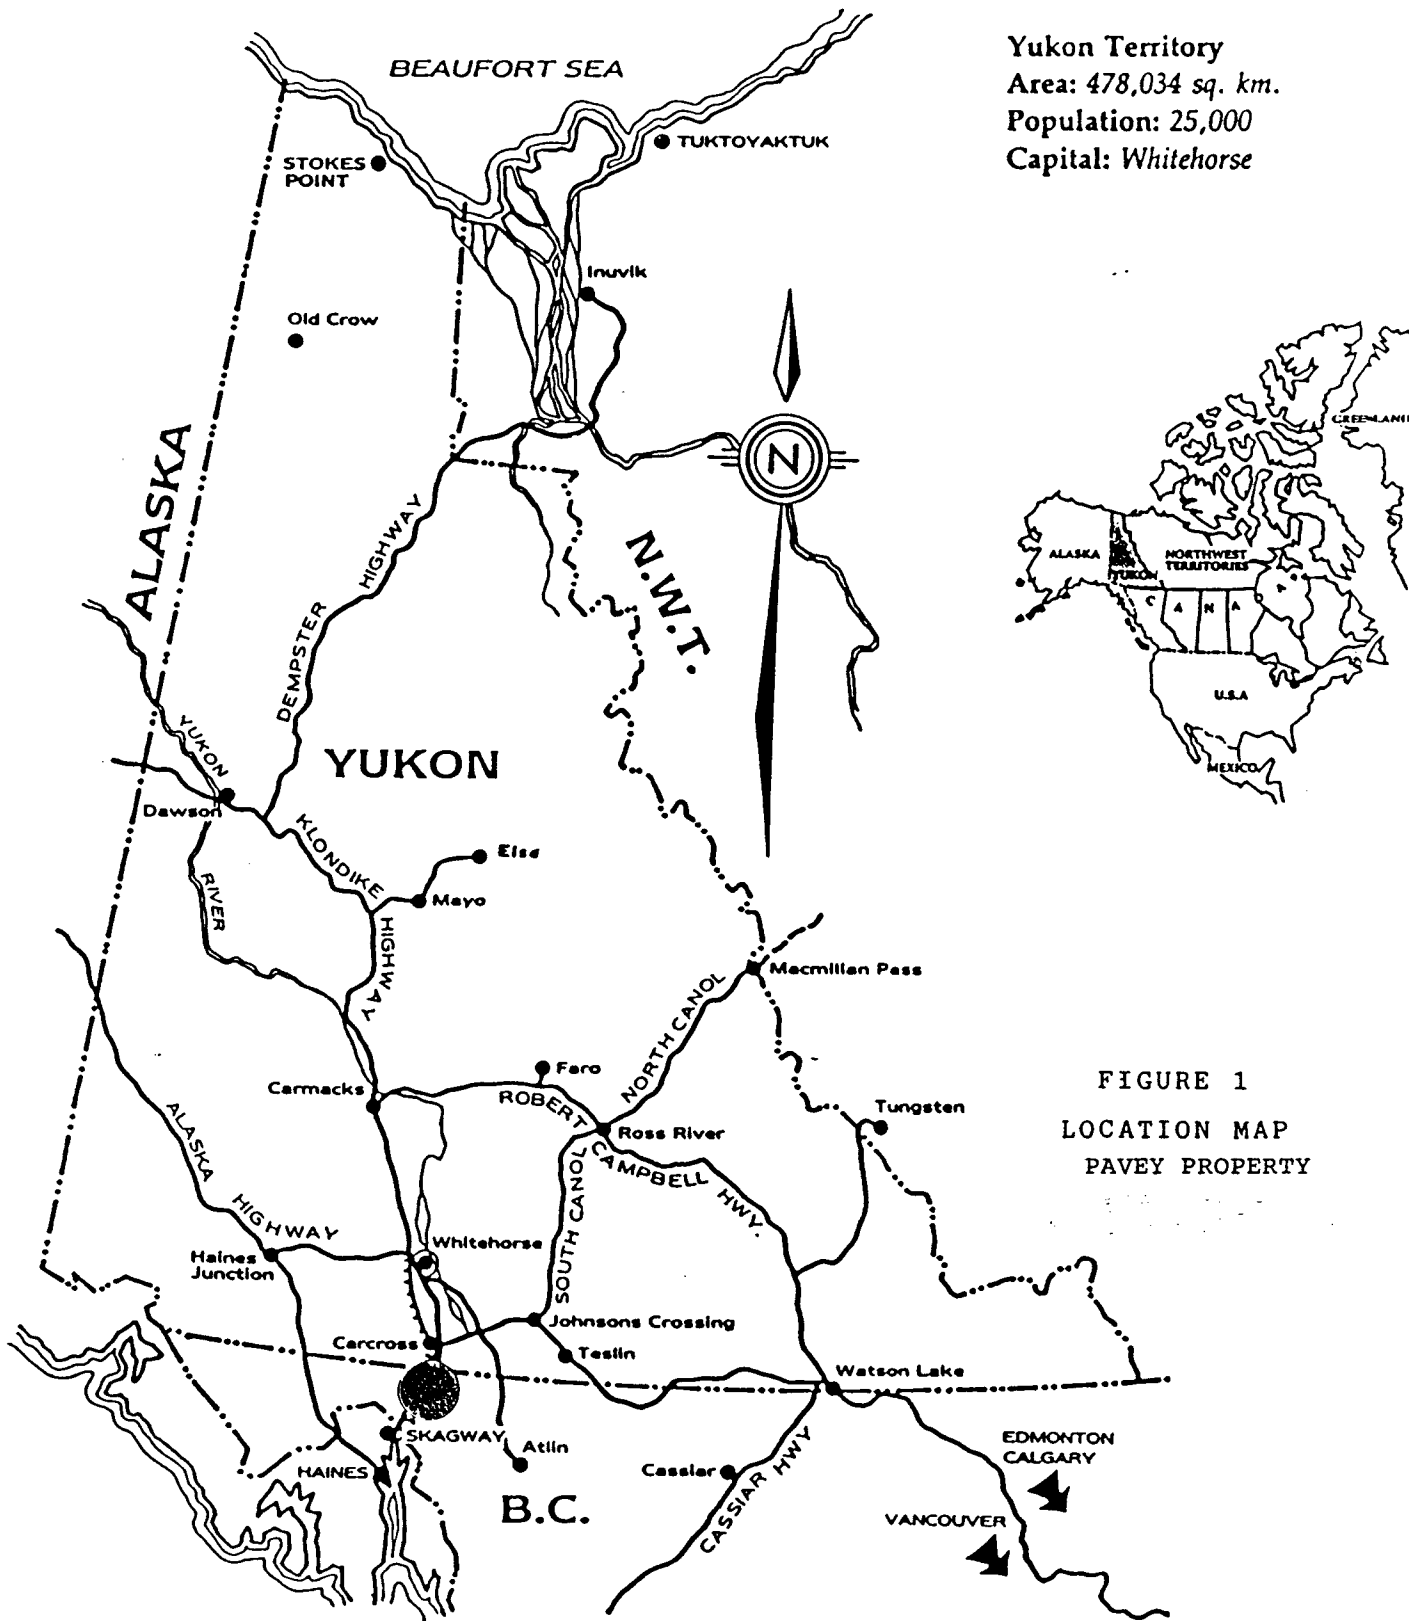 Yukon Territory
Area: 478,034 sq. km.
Population: 25,000
Capital: Whitehorse
BEAUFORT SEA
TUKTOYAKTUK
STOKES
POINT
Inuvik
Old Crow
GREENLAND
ALASKA
N
DEMPSTER HIGHWAY
N.W.T.
ALASKA
YUKON
NORTHWEST
TERRITORIES
C A N A
A
U.S.A
MEXICO
YUKON
YUKON
RIVER
Dawson
KLONDIKE
HIGHWAY
Elsa
Mayo
Macmillan Pass
NORTH CANOL
Faro
Carmacks
ROBERT CAMPBELL HWY.
Ross River
Tungsten
FIGURE 1
LOCATION MAP
PAVEY PROPERTY
ALASKA HIGHWAY
SOUTH CANOL
Whitehorse
Haines
Junction
Johnsons Crossing
Carcross
Teslin
Watson Lake
SKAGWAY
Atlin
HAINES
Cassiar
CASSIAR HWY
EDMONTON
CALGARY
B.C.
VANCOUVER